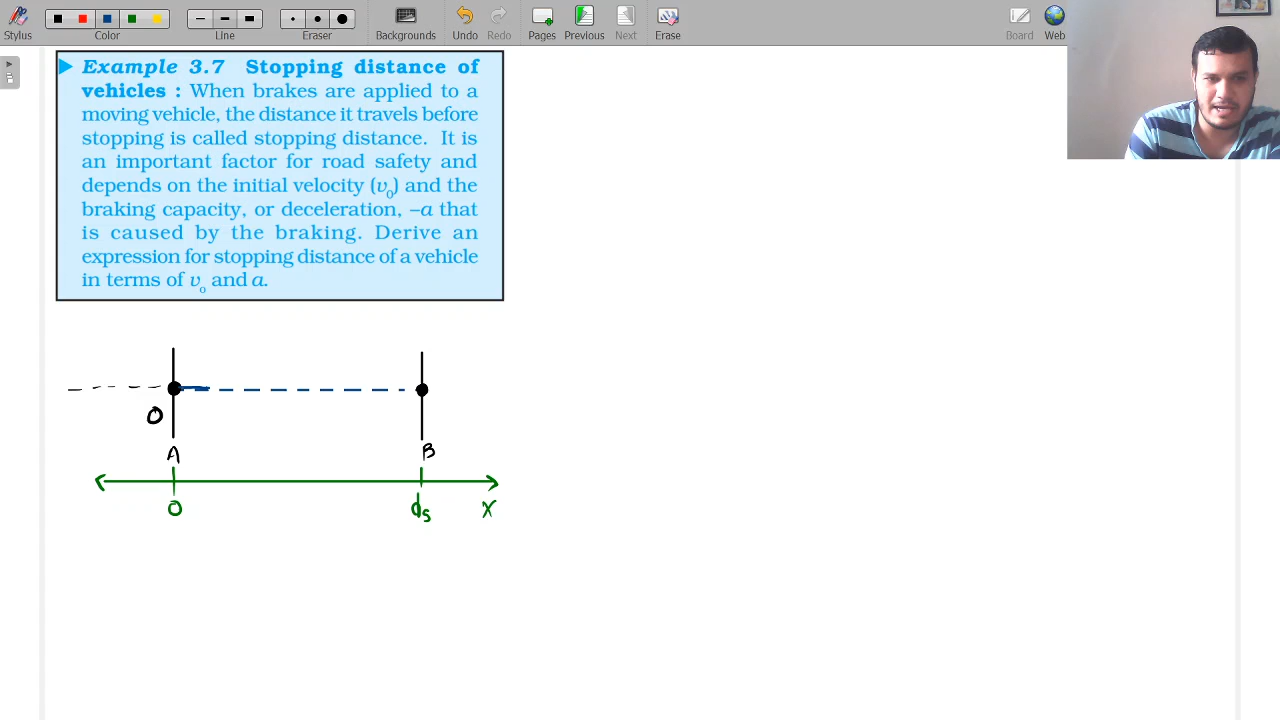 Stylus Color Line Eraser Backgrounds Undo Redo Pages Previous Next Erase Board Web
Example 3.7 Stopping distance of
vehicles : When brakes are applied to a
moving vehicle, the distance it travels before
stopping is called stopping distance. It is
an important factor for road safety and
depends on the initial velocity (v₀) and the
braking capacity, or deceleration, –a that
is caused by the braking. Derive an
expression for stopping distance of a vehicle
in terms of vₒ and a.
O
A B
0 ds X